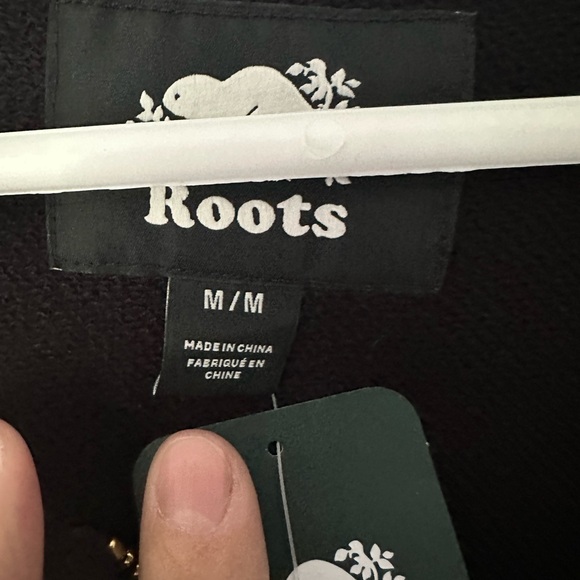 Roots
M/M
MADE IN CHINA
FABRIQUÉ EN
CHINE